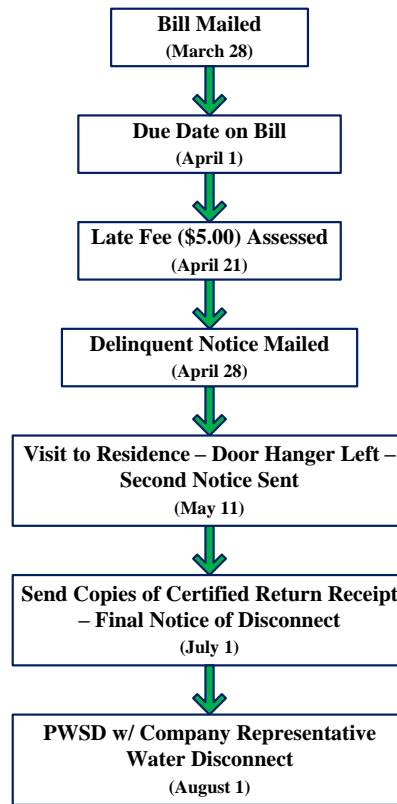 Bill Mailed
(March 28)
Due Date on Bill
(April 1)
Late Fee ($5.00) Assessed
(April 21)
Delinquent Notice Mailed
(April 28)
Visit to Residence – Door Hanger Left –
Second Notice Sent
(May 11)
Send Copies of Certified Return Receipt
– Final Notice of Disconnect
(July 1)
PWSD w/ Company Representative
Water Disconnect
(August 1)